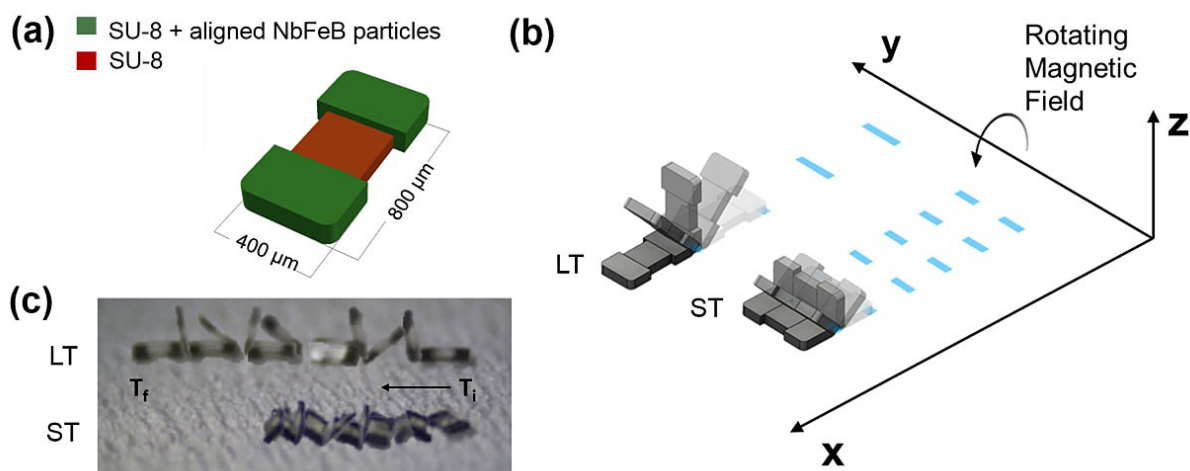 (a)
SU-8 + aligned NbFeB particles
SU-8
400 μm
800 μm
(b)
y
Rotating
Magnetic
Field
z
LT
ST
x
(c)
LT
Tf
Ti
ST